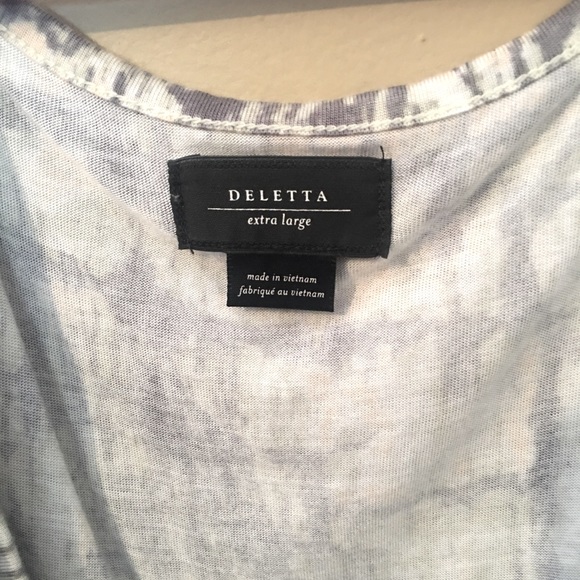 DELETTA
extra large
made in vietnam
fabriqué au vietnam